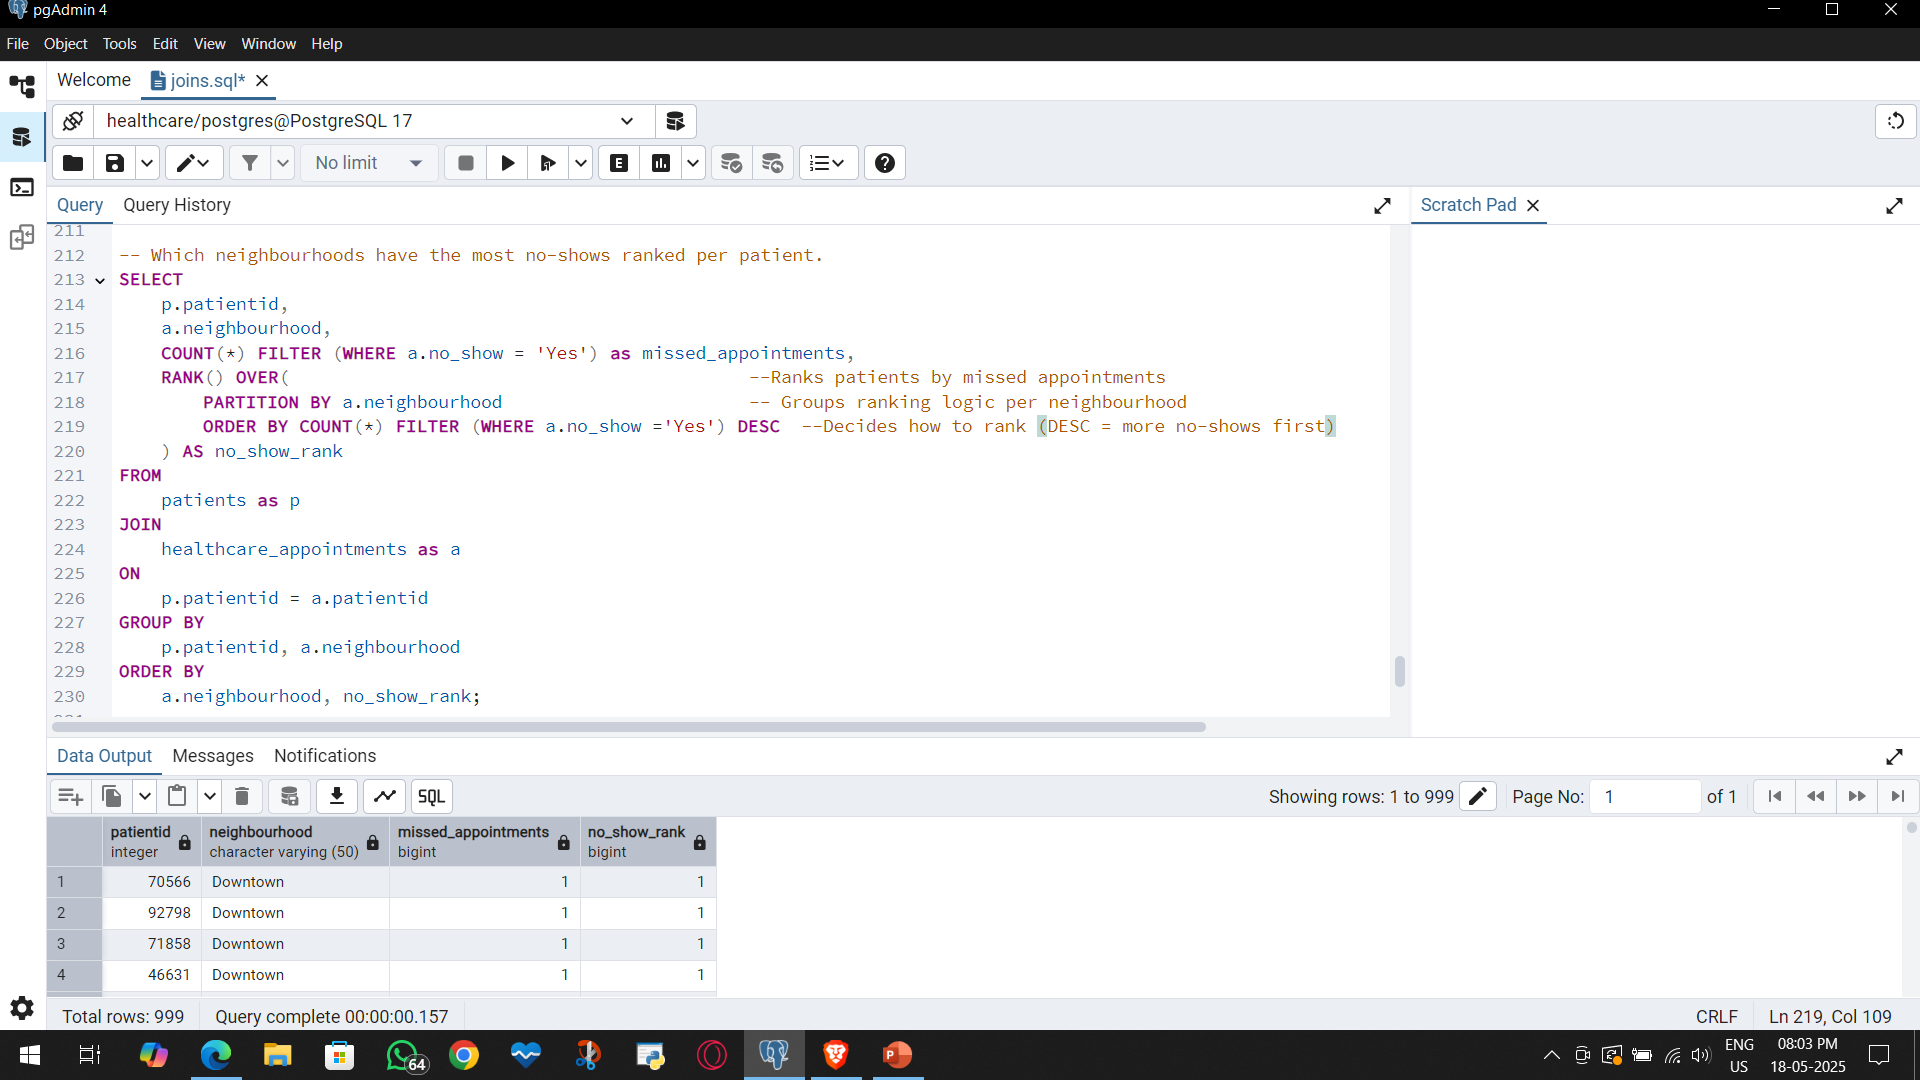 pgAdmin 4
File Object Tools Edit View Window Help
Welcome joins.sql*
healthcare/postgres@PostgreSQL 17
No limit E
Query Query History Scratch Pad
211
212 -- Which neighbourhoods have the most no-shows ranked per patient.
213 SELECT
214 p.patientid,
215 a.neighbourhood,
216 COUNT(*) FILTER (WHERE a.no_show = 'Yes') as missed_appointments,
217 RANK() OVER( --Ranks patients by missed appointments
218 PARTITION BY a.neighbourhood -- Groups ranking logic per neighbourhood
219 ORDER BY COUNT(*) FILTER (WHERE a.no_show ='Yes') DESC --Decides how to rank (DESC = more no-shows first)
220 ) AS no_show_rank
221 FROM
222 patients as p
223 JOIN
224 healthcare_appointments as a
225 ON
226 p.patientid = a.patientid
227 GROUP BY
228 p.patientid, a.neighbourhood
229 ORDER BY
230 a.neighbourhood, no_show_rank;
Data Output Messages Notifications
SQL Showing rows: 1 to 999 Page No: 1 of 1
patientid neighbourhood missed_appointments no_show_rank
integer character varying (50) bigint bigint
1 70566 Downtown 1 1
2 92798 Downtown 1 1
3 71858 Downtown 1 1
4 46631 Downtown 1 1
Total rows: 999 Query complete 00:00:00.157 CRLF Ln 219, Col 109
64 P ENG US 08:03 PM 18-05-2025